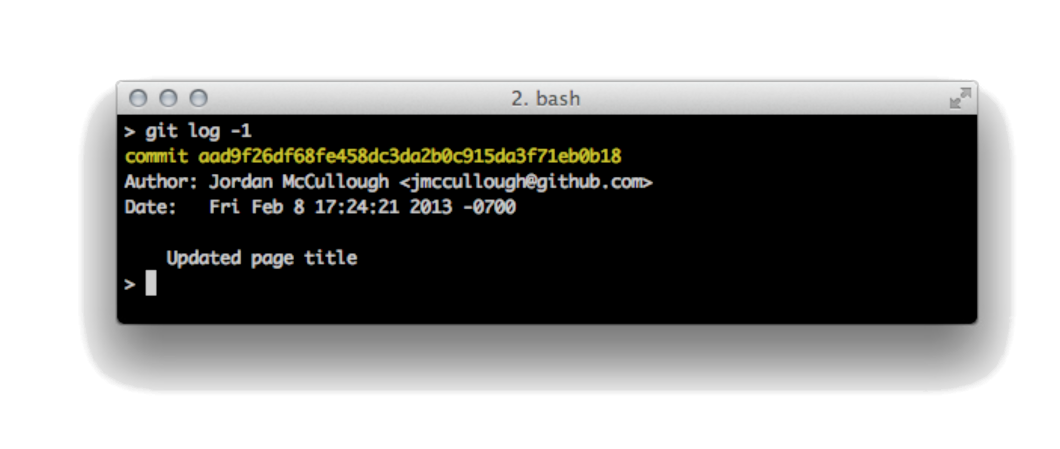 2. bash
> git log -1
commit aad9f26df68fe458dc3da2b0c915da3f71eb0b18
Author: Jordan McCullough <jmccullough@github.com>
Date:   Fri Feb 8 17:24:21 2013 -0700
    Updated page title
>